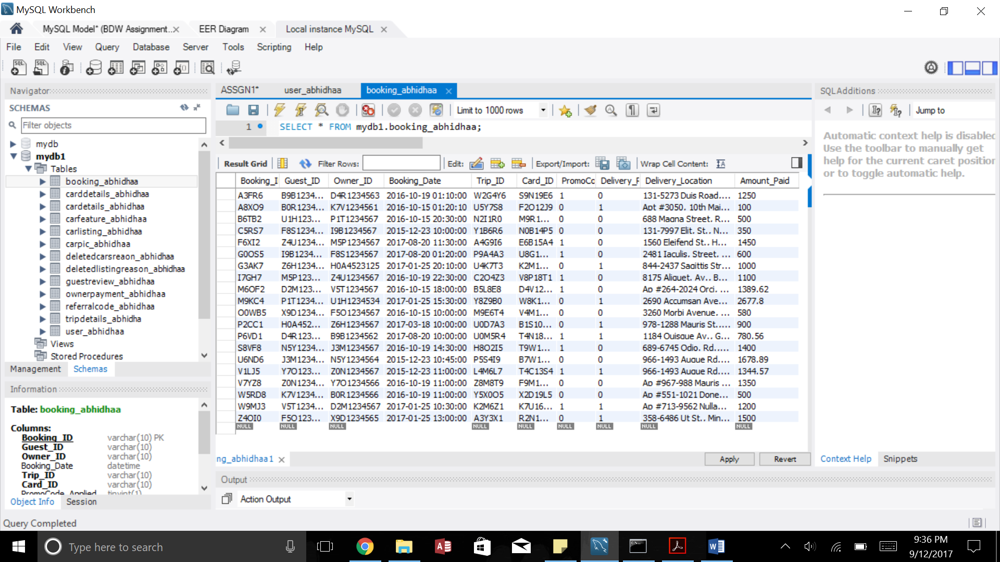 MySQL Workbench
MySQL Model* (BDW Assignment...
EER Diagram
Local instance MySQL
File Edit View Query Database Server Tools Scripting Help
Navigator
SCHEMAS
Filter objects
mydb
mydb1
Tables
booking_abhidhaa
carddetails_abhidhaa
cardetails_abhidhaa
carfeature_abhidhaa
carlisting_abhidhaa
carpic_abhidhaa
deletedcarsreaon_abhidhaa
deletedlistingreason_abhidhaa
guestreview_abhidhaa
ownerpayment_abhidhaa
referralcode_abhidhaa
tripdetails_abhidha
user_abhidhaa
Views
Stored Procedures
Management Schemas
Information
Table: booking_abhidhaa
Columns:
Booking_ID varchar(10) PK
Guest_ID varchar(10)
Owner_ID varchar(10)
Booking_Date datetime
Trip_ID varchar(10)
Card_ID varchar(10)
PromoCode_Applied tinyint(1)
Object Info Session
Query Completed
ASSGN1* user_abhidhaa booking_abhidhaa
Limit to 1000 rows
1 SELECT * FROM mydb1.booking_abhidhaa;
Result Grid Filter Rows: Edit: Export/Import: Wrap Cell Content:
Booking_I Guest_ID Owner_ID Booking_Date Trip_ID Card_ID PromoCo Delivery_F Delivery_Location Amount_Paid
A3FR6 B9B1234... D4R1234563 2016-10-19 01:10:00 W2G4Y6 S9N19E6 1 0 131-5273 Duis Road.... 1250
A8XO9 B0R1234... K7V1234561 2016-10-15 01:20:10 U5Y7S8 F2O12J9 0 1 Apt #3050. 10th Mai... 100
B6TB2 U1H123... P1T1234567 2016-10-15 20:30:00 N2I1R0 M9R1... 0 0 688 Magna Street. R... 500
C5RS7 F8S1234... I9B1234567 2015-12-23 10:00:00 Y1B6R6 N0B14P5 0 0 131-7997 Elit. St.. N... 350
F6XI2 Z4U1234... M5P1234567 2017-08-20 11:30:00 A4G9I6 E6B15A4 1 0 1560 Eleifend St.. H... 1450
G0OS5 I9B1234... F8S1234567 2017-08-20 01:20:00 P9A4A3 U8G1... 1 0 2481 Iaculis. Street. ... 600
G3AK7 Z6H1234... H0A4523125 2017-01-25 20:10:00 U4K7T3 K2M1... 0 1 844-2437 Sagittis Str... 1000
I7GH7 M5P123... Z4U1234567 2016-10-19 22:30:00 C2O4Z3 V8P18T1 1 0 8175 Aliquet. Av.. B... 1100
M6OF2 D2M123... V5T1234567 2016-10-15 18:00:00 B5L8E8 D4V12... 1 0 Ap #264-2024 Orci. ... 1389.62
M9KC4 P1T1234... U1H1234534 2017-01-25 15:30:00 Y8Z9B0 W8K1... 0 1 2690 Accumsan Ave... 2677.8
O0WB5 X9D1234... F5O1234567 2016-10-15 10:00:00 M9E6T4 V4M1... 0 0 3260 Morbi Avenue. ... 580
P2CC1 H0A452... Z6H1234567 2017-03-18 10:00:00 U0D7A3 B1S10... 0 1 978-1288 Mauris St..... 900
P6VD1 D4R123... B9B1234562 2017-08-20 10:00:00 U0M5R4 T4N18... 1 1 1184 Quisque Av.. G... 780.56
S8VF8 N5Y1234... J3M1234567 2016-10-19 14:30:00 H8O2I5 T9W1... 1 0 689-6745 Odio. Rd.... 1400
U6ND6 J3M1234... N5Y1234564 2015-12-23 10:45:00 P5S4I9 B7W1... 0 0 966-1493 Augue Rd.... 1678.89
V1LJ5 Y7O123... Z0N1234567 2015-12-23 11:00:00 L4M6L7 T4C13S4 1 1 966-1493 Augue Rd.... 1344.57
V7YZ8 Z0N1234... Y7O1234566 2016-10-19 11:00:00 Z8M8T9 F9M1... 0 0 Ap #967-988 Mauris ... 1350
W5RD8 K7V1234... B0R1234566 2016-10-19 11:00:00 Y5X0O5 X2D19L5 0 0 Ap #551-1021 Done... 500
W9MJ3 V5T1234... D2M1234567 2017-01-25 10:30:00 K2M6Z1 K7U16... 1 1 Ap #713-9562 Nulla... 1200
Z4OI0 F5O123... X9D1234565 2017-01-25 13:00:00 A3Y3X1 R2N1... 0 1 358-6486 Ut St.. Min... 1500
NULL NULL NULL NULL NULL NULL NULL NULL NULL
ng_abhidhaa1
Apply Revert
Output
Action Output
SQLAdditions
Jump to
Automatic context help is disabled
Use the toolbar to manually get
help for the current caret position
or to toggle automatic help.
Context Help Snippets
Type here to search
9:36 PM
9/12/2017